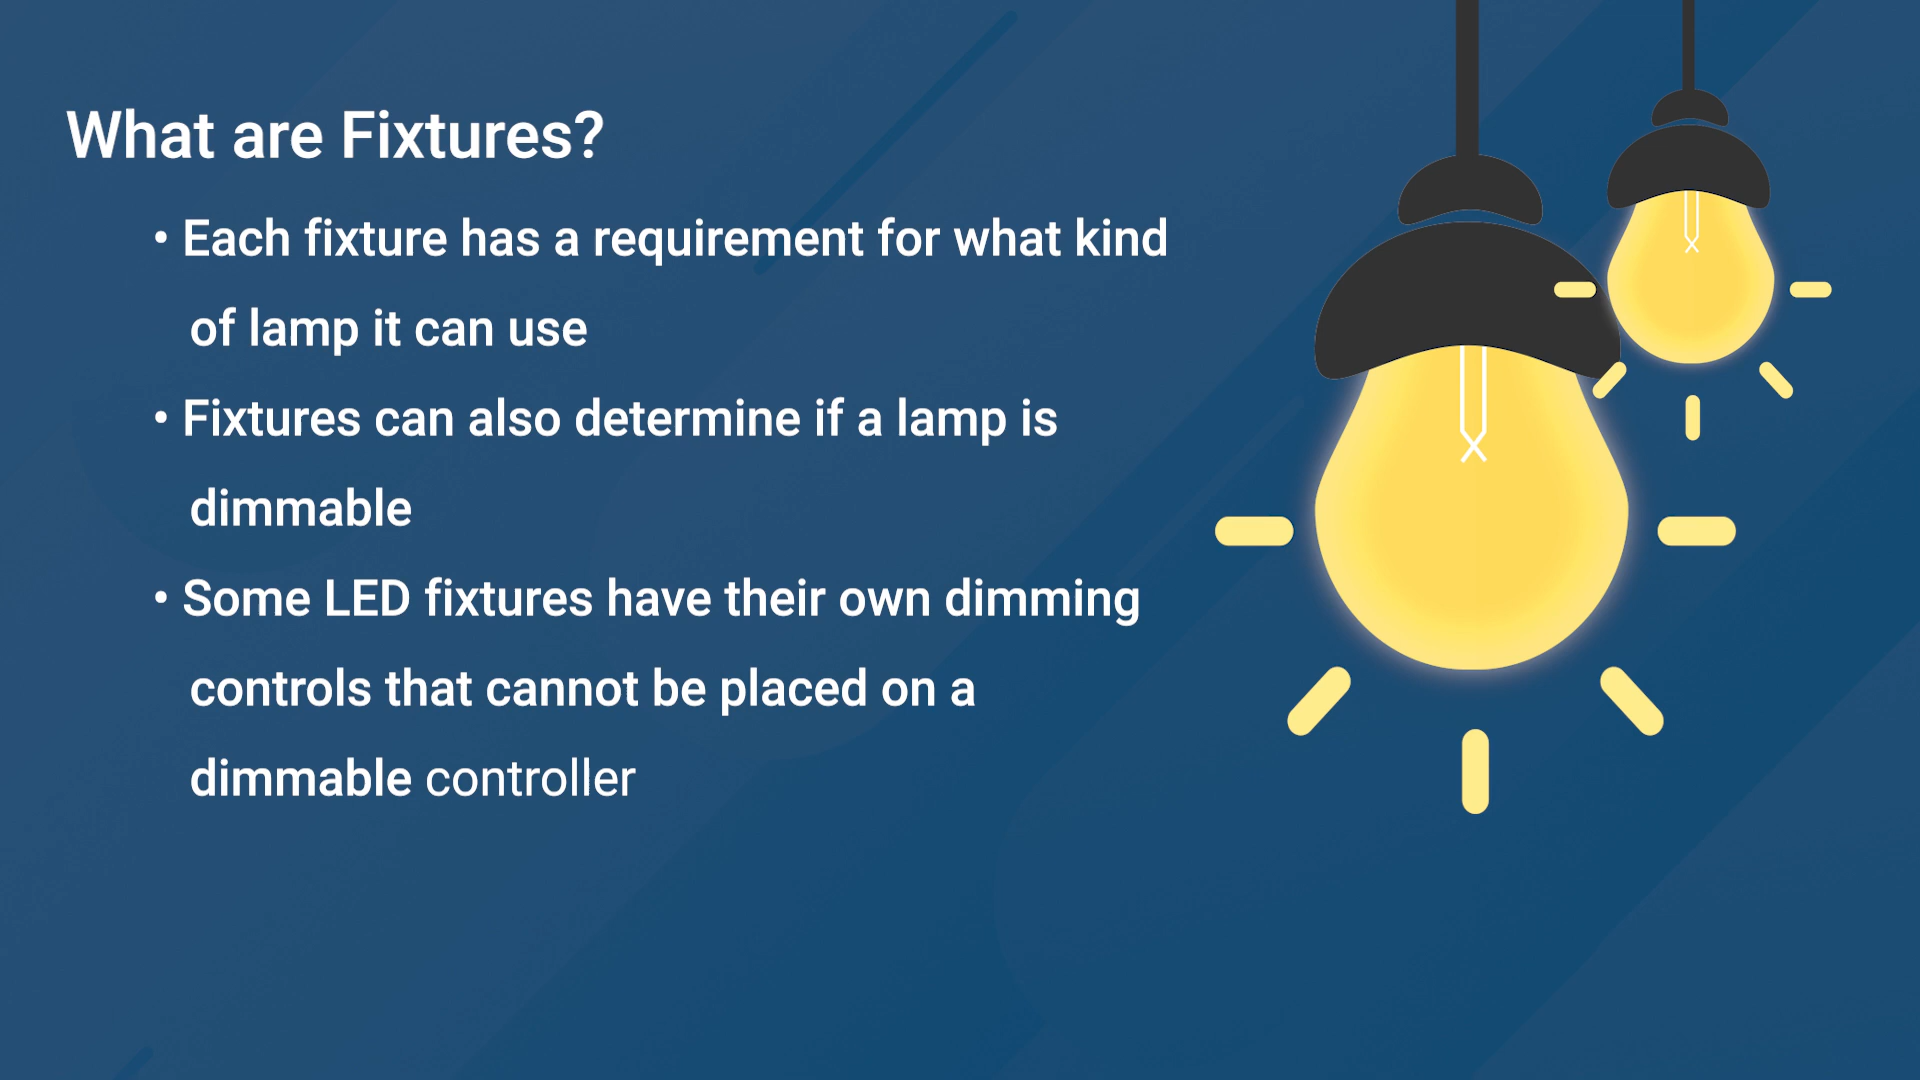 What are Fixtures?
• Each fixture has a requirement for what kind
of lamp it can use
• Fixtures can also determine if a lamp is
dimmable
• Some LED fixtures have their own dimming
controls that cannot be placed on a
dimmable controller